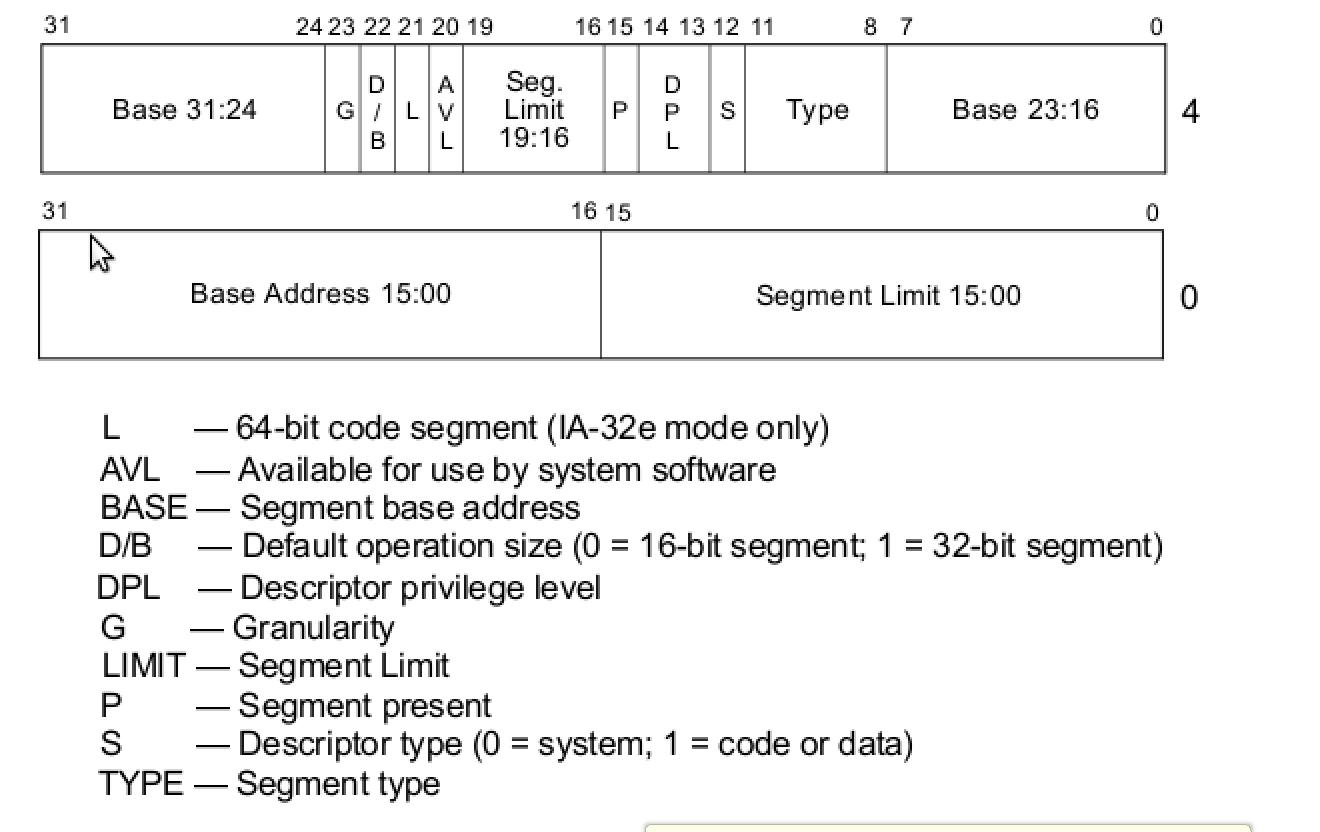 31 24 23 22 21 20 19 16 15 14 13 12 11 8 7 0
Base 31:24 G D/B L AVL Seg. Limit 19:16 P DPL S Type Base 23:16 4
31 16 15 0
Base Address 15:00 Segment Limit 15:00 0
L — 64-bit code segment (IA-32e mode only)
AVL — Available for use by system software
BASE — Segment base address
D/B — Default operation size (0 = 16-bit segment; 1 = 32-bit segment)
DPL — Descriptor privilege level
G — Granularity
LIMIT — Segment Limit
P — Segment present
S — Descriptor type (0 = system; 1 = code or data)
TYPE — Segment type